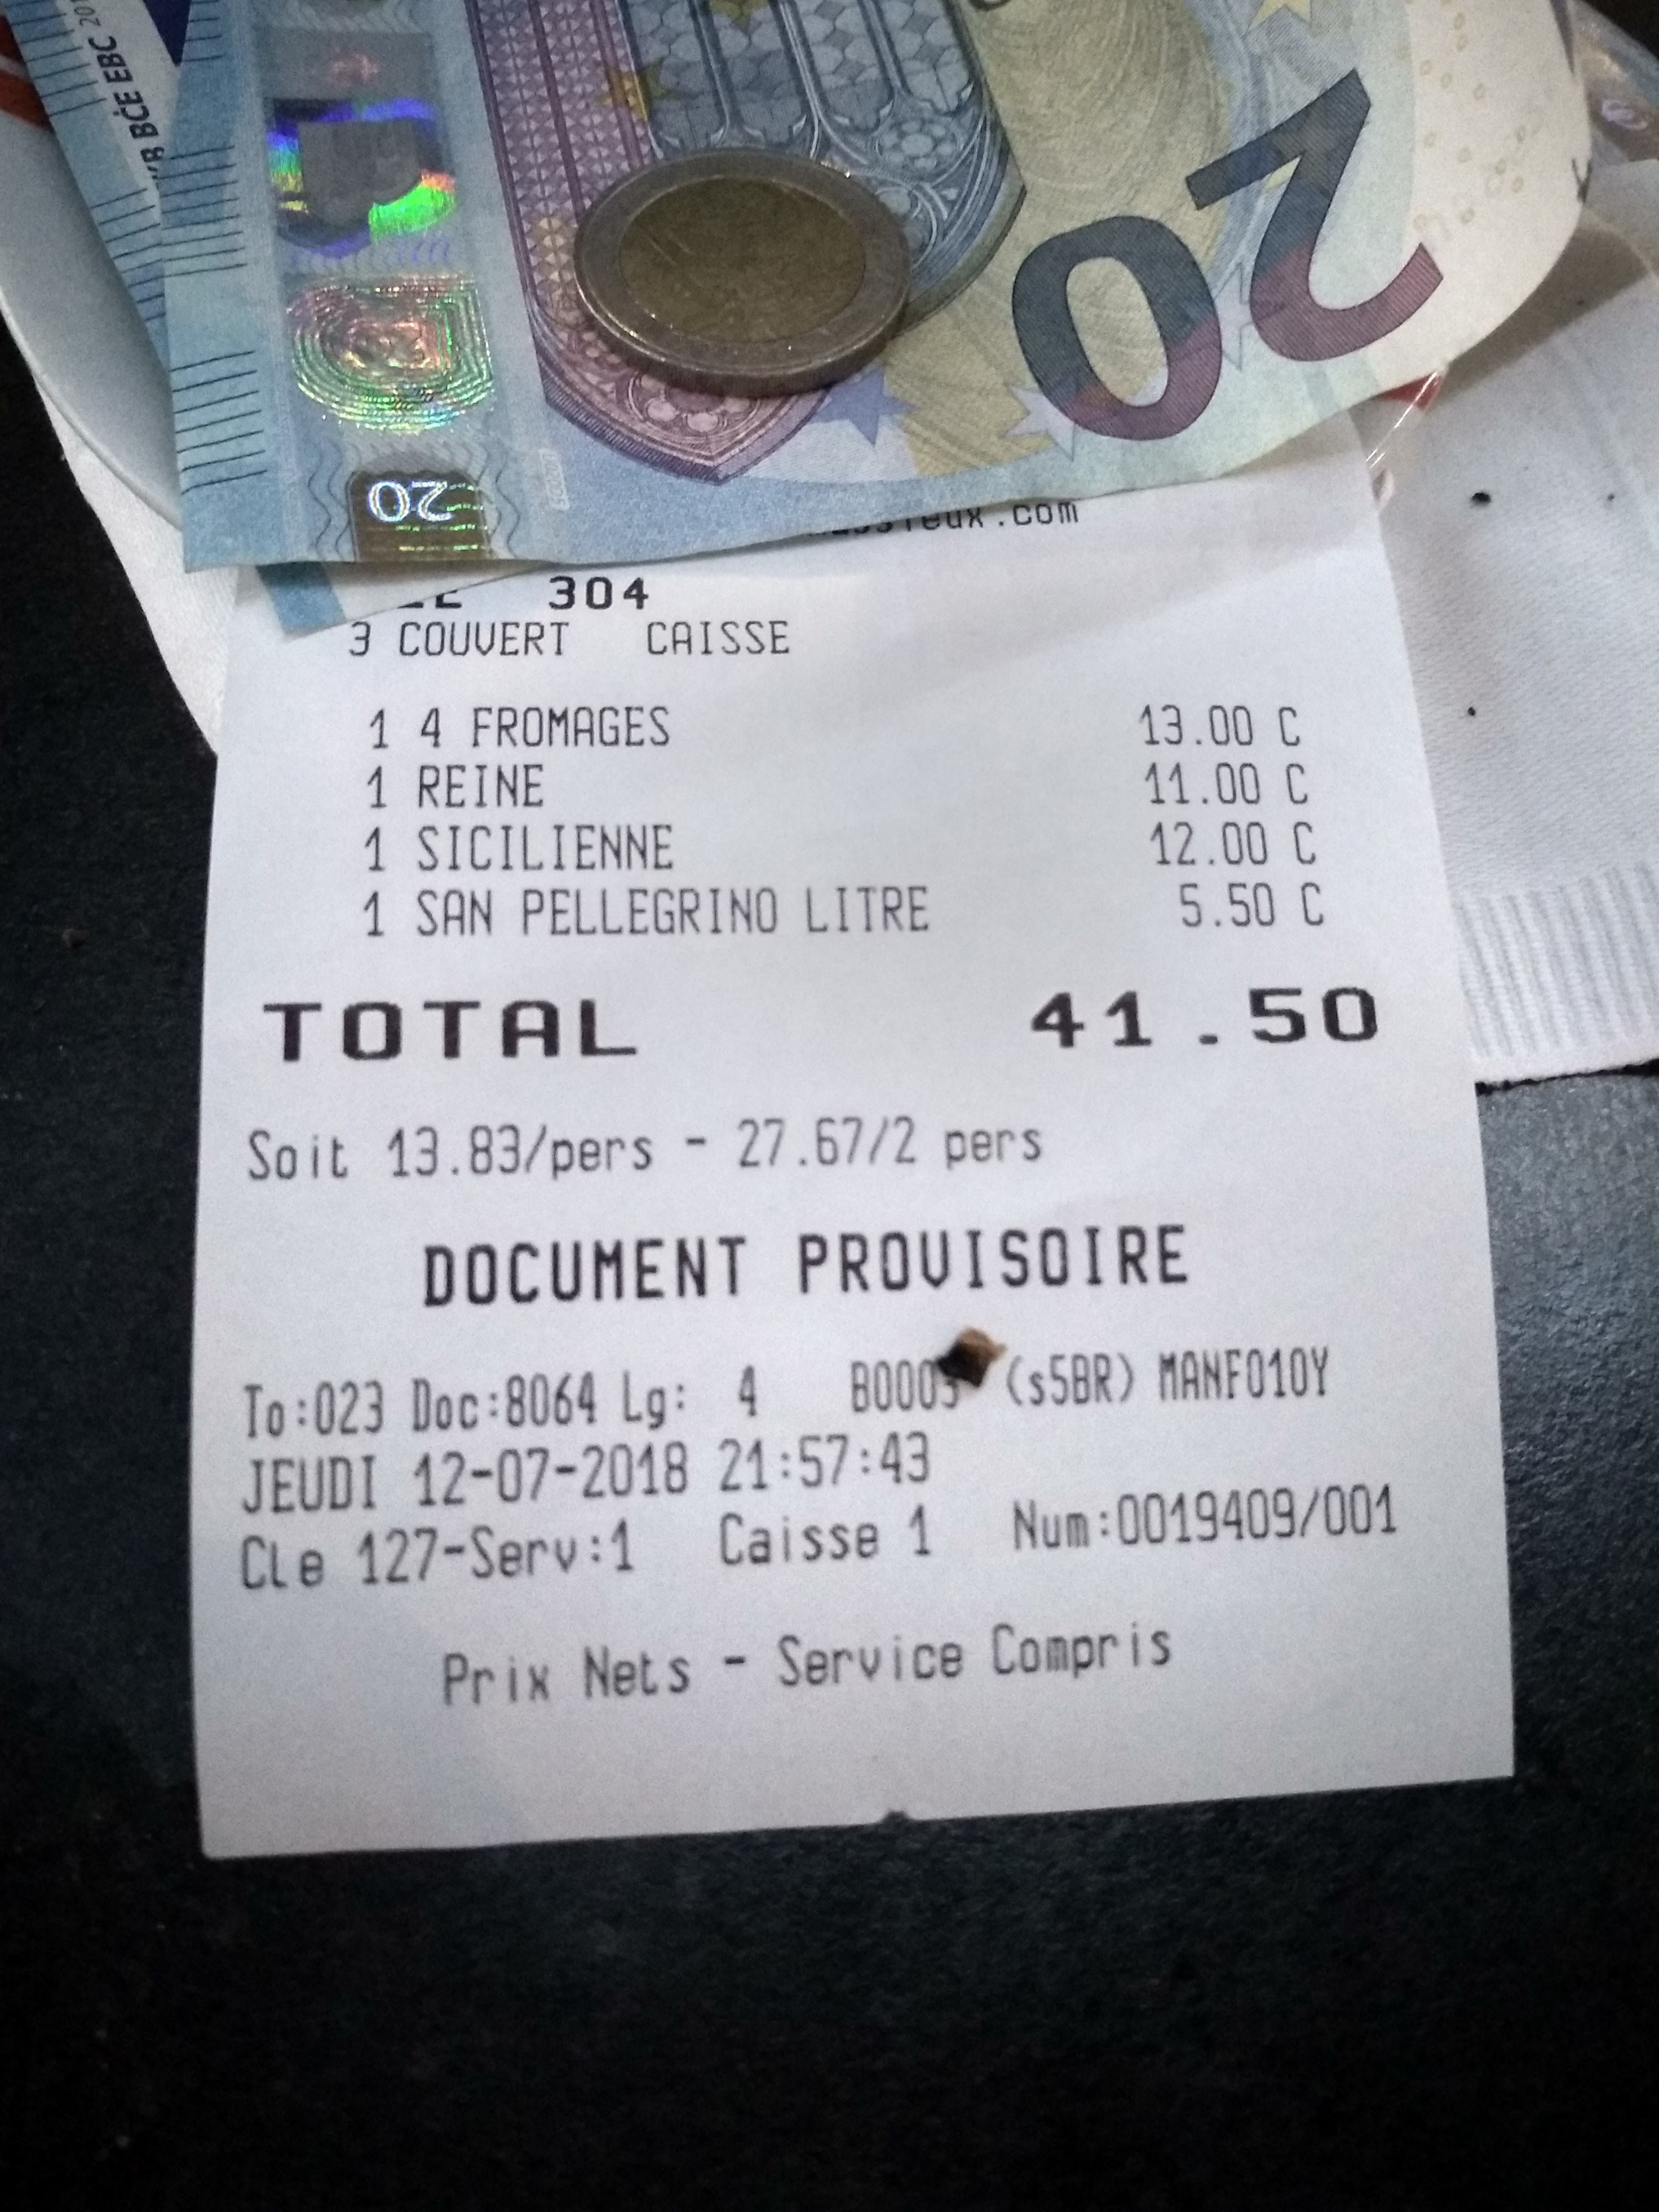 BCE EBC 201
20
20
.com
304
3 COUVERT CAISSE
1 4 FROMAGES 13.00 C
1 REINE 11.00 C
1 SICILIENNE 12.00 C
1 SAN PELLEGRINO LITRE 5.50 C
TOTAL 41.50
Soit 13.83/pers - 27.67/2 pers
DOCUMENT PROVISOIRE
To:023 Doc:8064 Lg: 4 (s5BR) MANF010Y
JEUDI 12-07-2018 21:57:43
Cle 127-Serv:1 Caisse 1 Num:0019409/001
Prix Nets - Service Compris